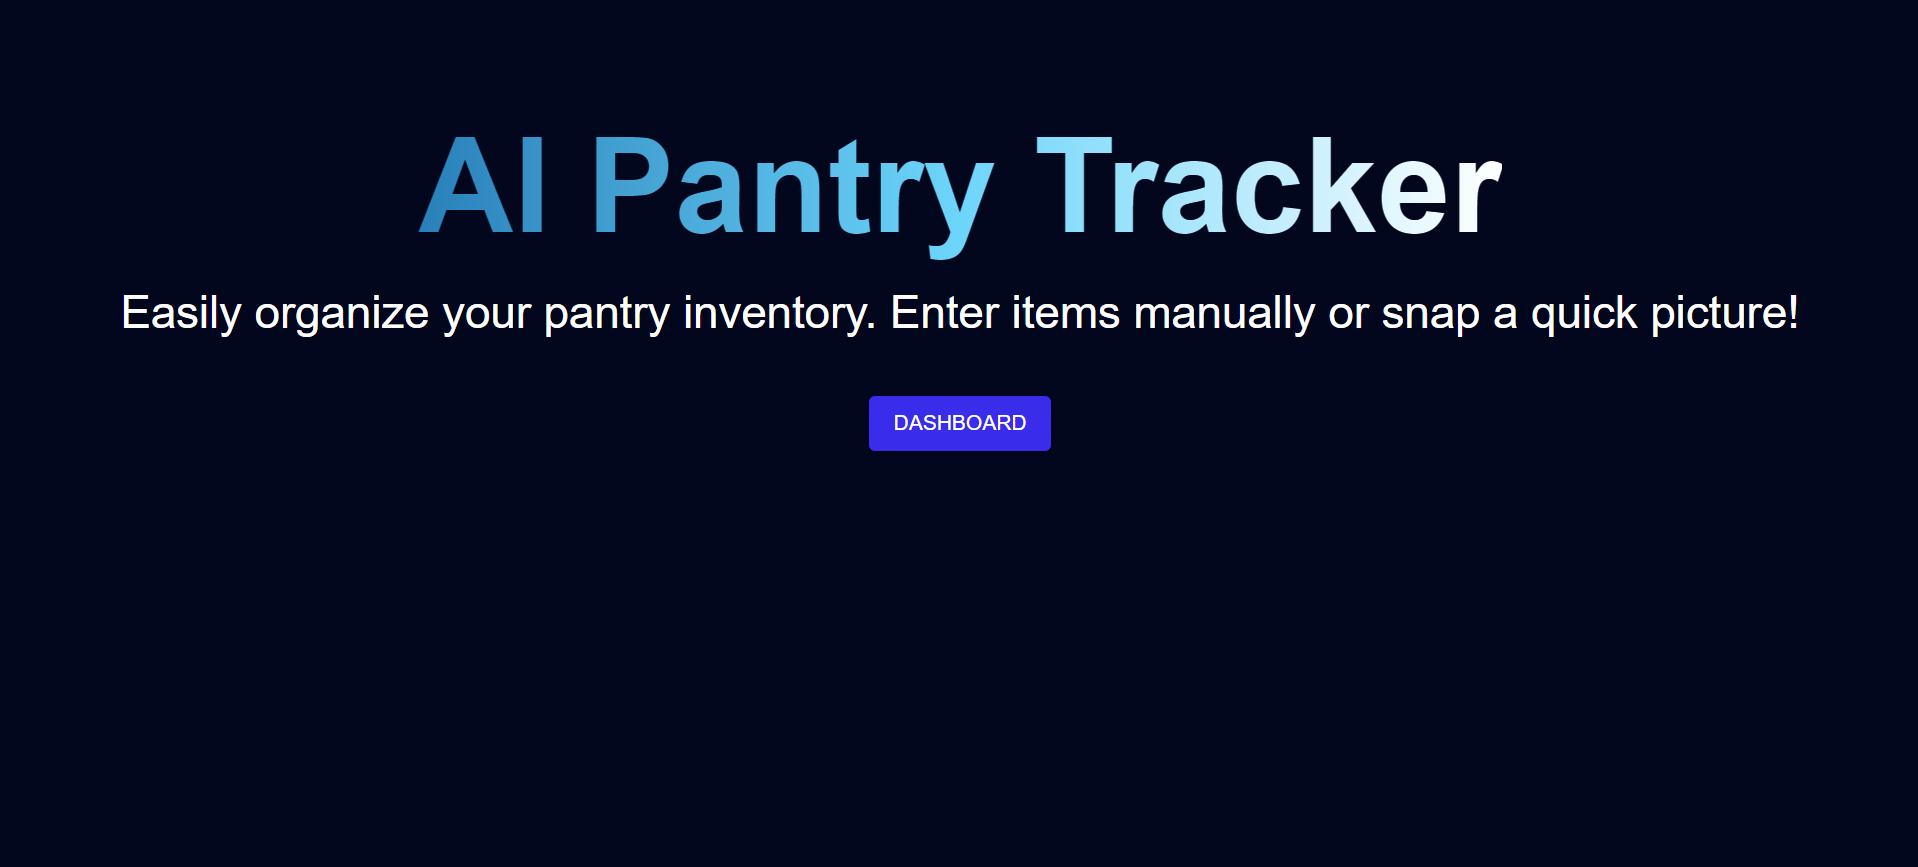 AI Pantry Tracker
Easily organize your pantry inventory. Enter items manually or snap a quick picture!
DASHBOARD